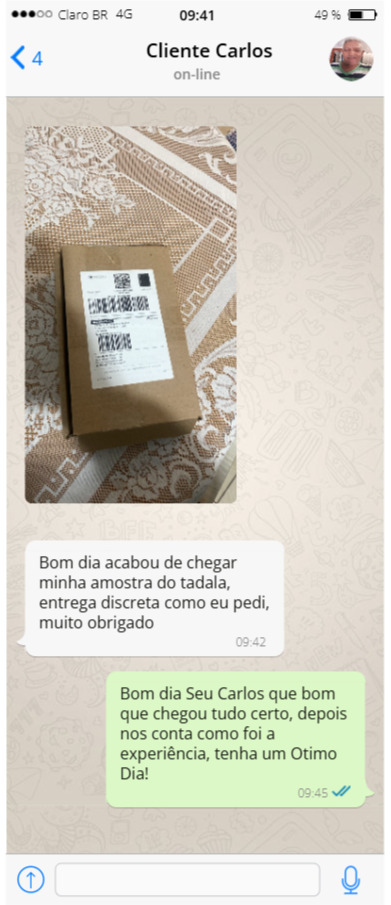 Claro BR 4G 09:41 49 %
4 Cliente Carlos
on-line
Bom dia acabou de chegar
minha amostra do tadala,
entrega discreta como eu pedi,
muito obrigado
09:42
Bom dia Seu Carlos que bom
que chegou tudo certo, depois
nos conta como foi a
experiência, tenha um Otimo
Dia!
09:45